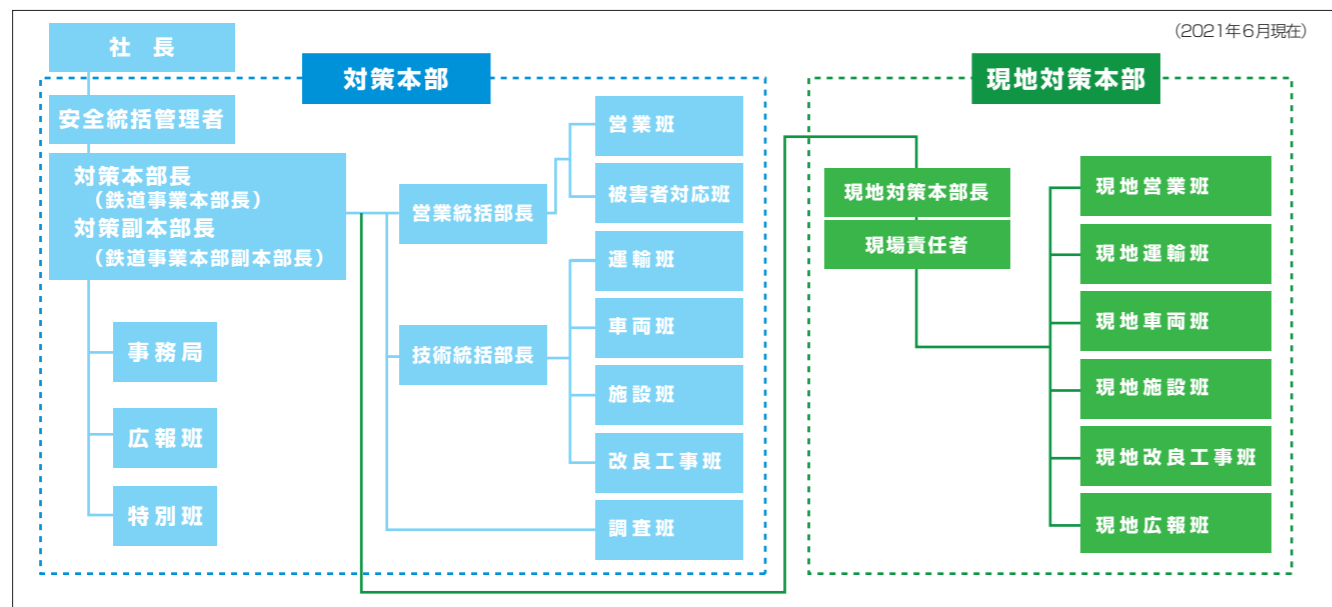 (2021年6月現在)
社 長
対策本部
安全統括管理者
対策本部長
(鉄道事業本部長)
対策副本部長
(鉄道事業本部副本部長)
事務局
広報班
特別班
営業統括部長
技術統括部長
営業班
被害者対応班
運輸班
車両班
施設班
改良工事班
調査班
現地対策本部
現地対策本部長
現場責任者
現地営業班
現地運輸班
現地車両班
現地施設班
現地改良工事班
現地広報班